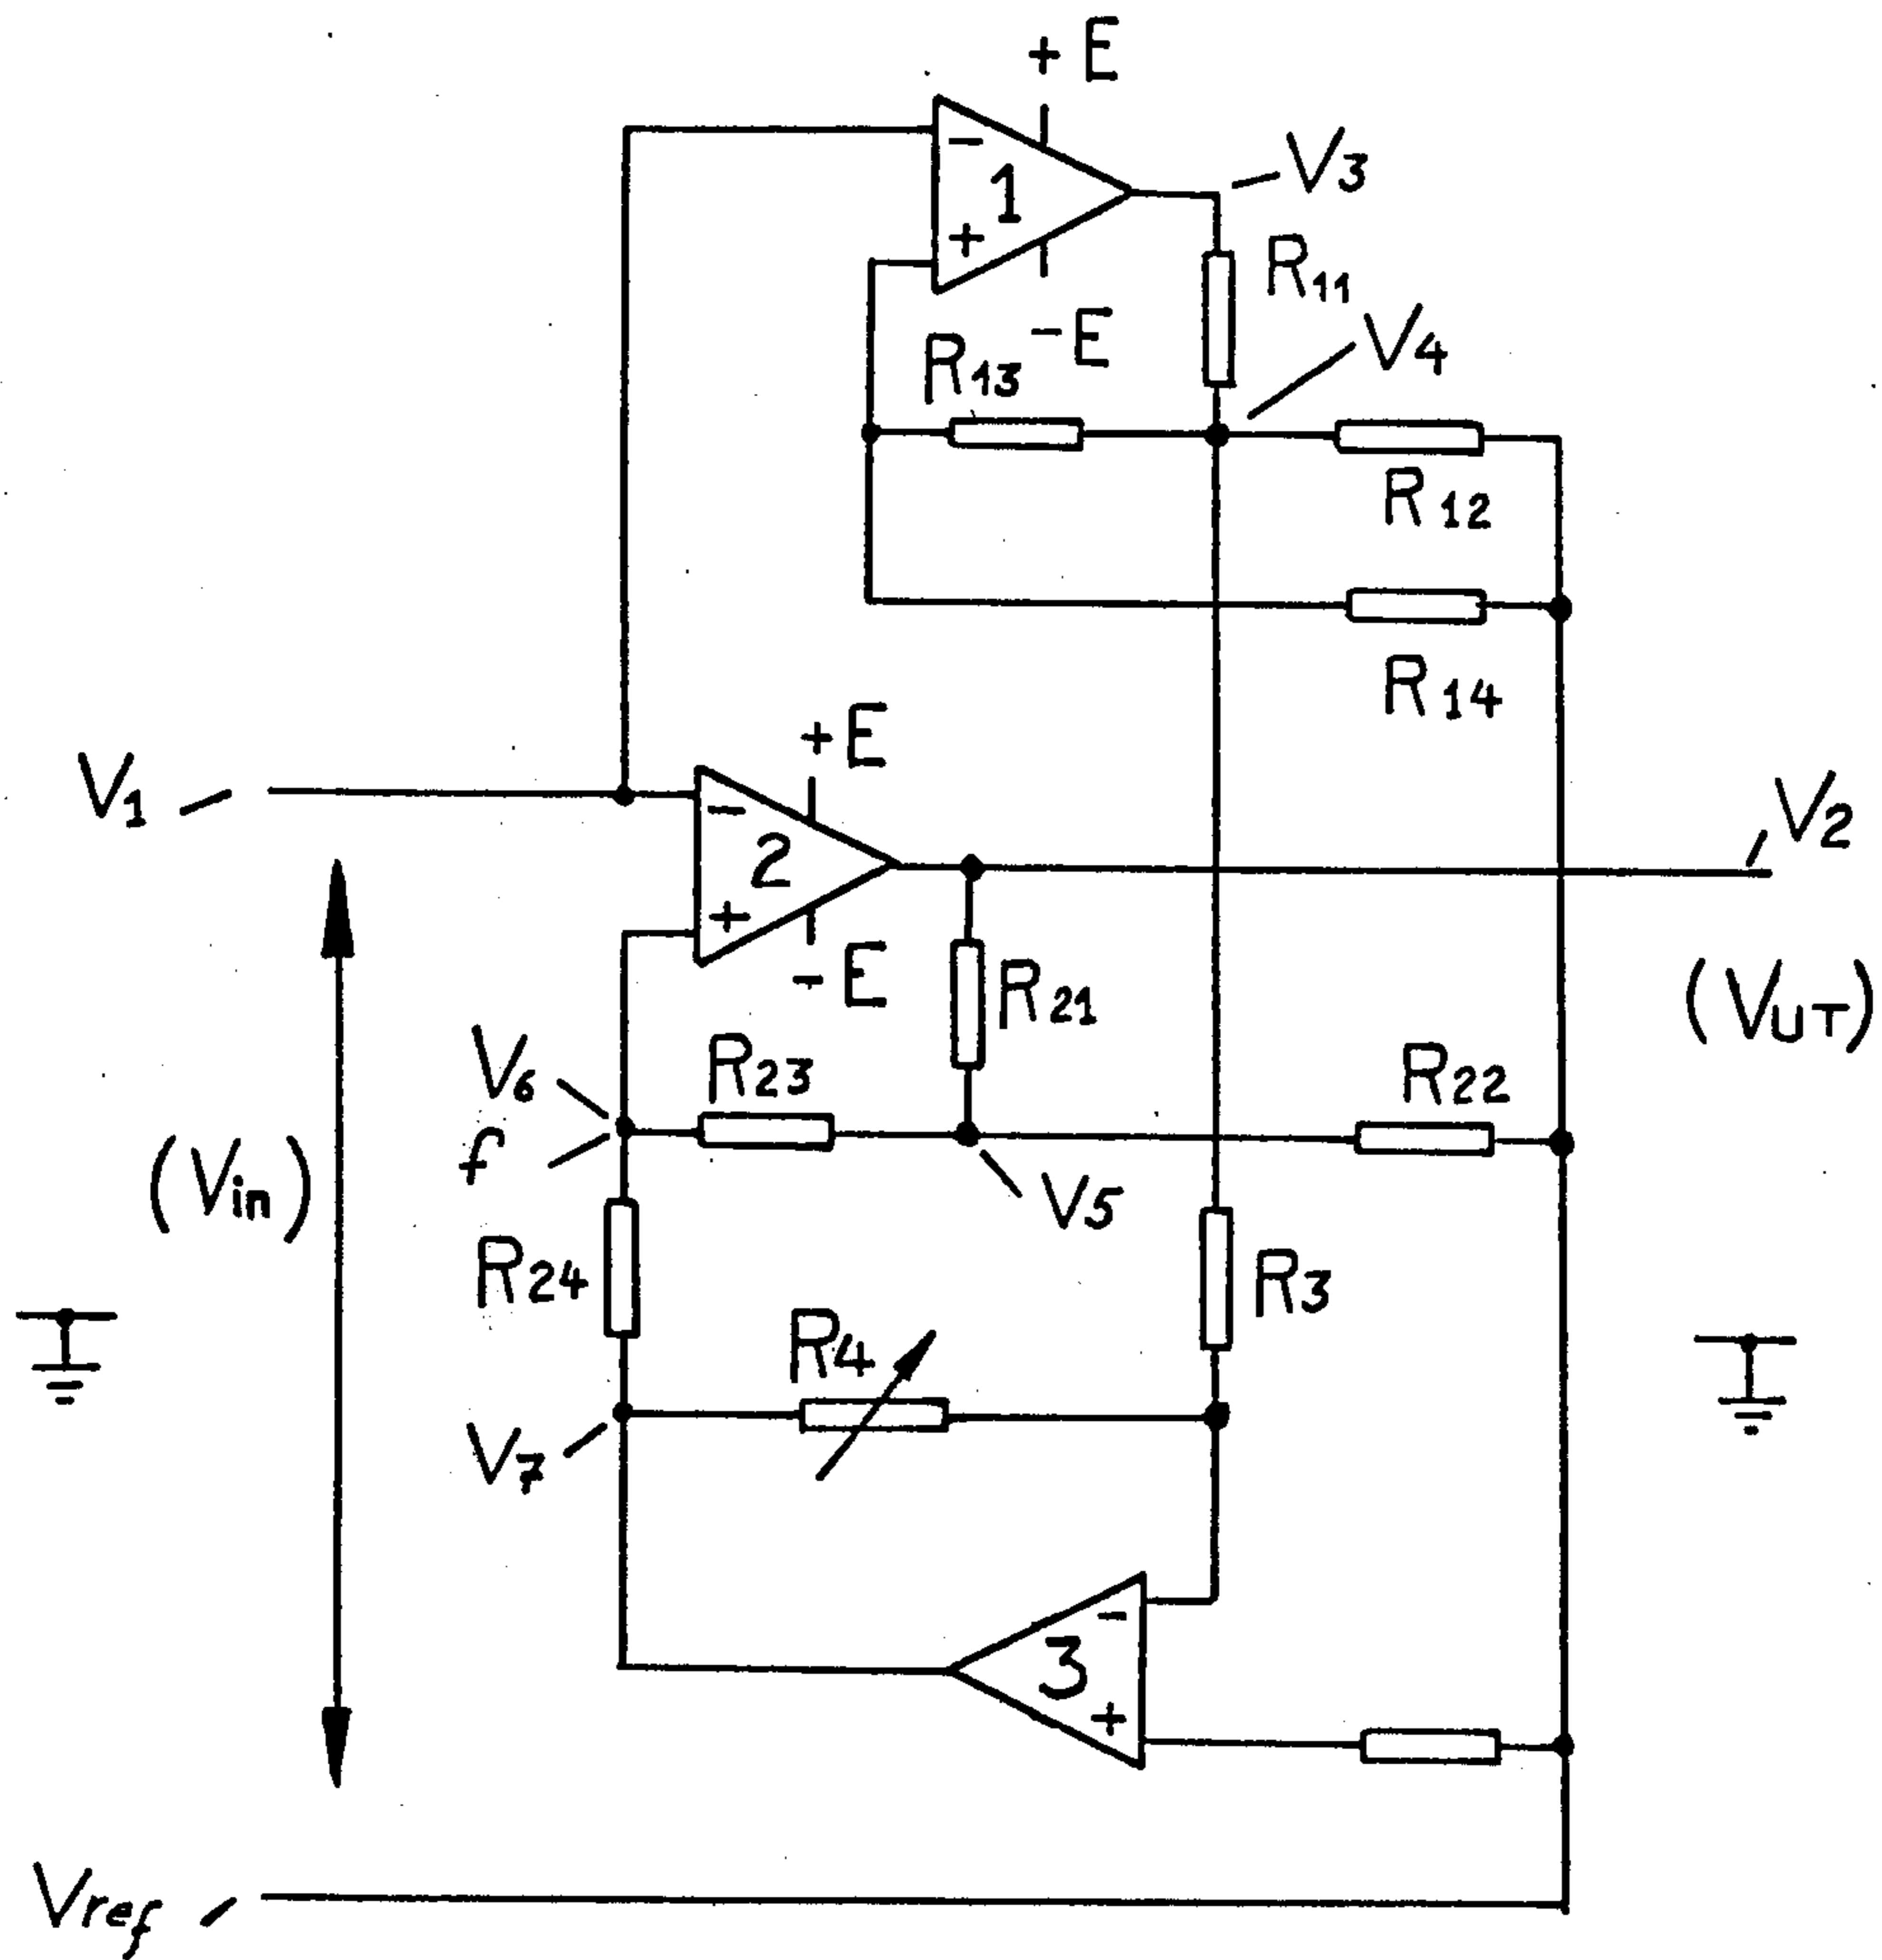 +E
-
1
+
-E
V3
R11
V4
R13
R12
R14
V1
+E
-
2
+
-E
V2
(VUT)
R21
V6
f
R23
R22
V5
(Vin)
R24
R3
R4
V7
-
3
+
Vref